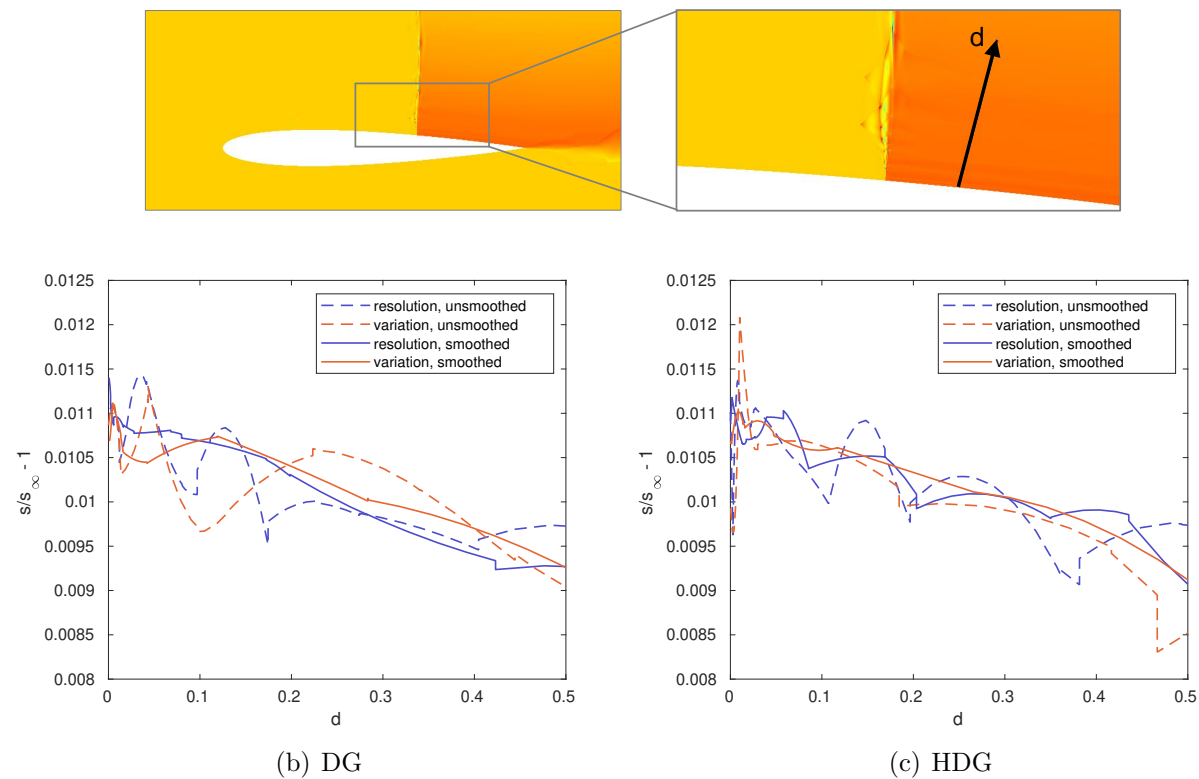 d
0.0125
0.012
0.0115
0.011
0.0105
0.01
0.0095
0.009
0.0085
0.008
s/s∞ - 1
0 0.1 0.2 0.3 0.4 0.5
d
resolution, unsmoothed
variation, unsmoothed
resolution, smoothed
variation, smoothed
(b) DG
0.0125
0.012
0.0115
0.011
0.0105
0.01
0.0095
0.009
0.0085
0.008
s/s∞ - 1
0 0.1 0.2 0.3 0.4 0.5
d
resolution, unsmoothed
variation, unsmoothed
resolution, smoothed
variation, smoothed
(c) HDG